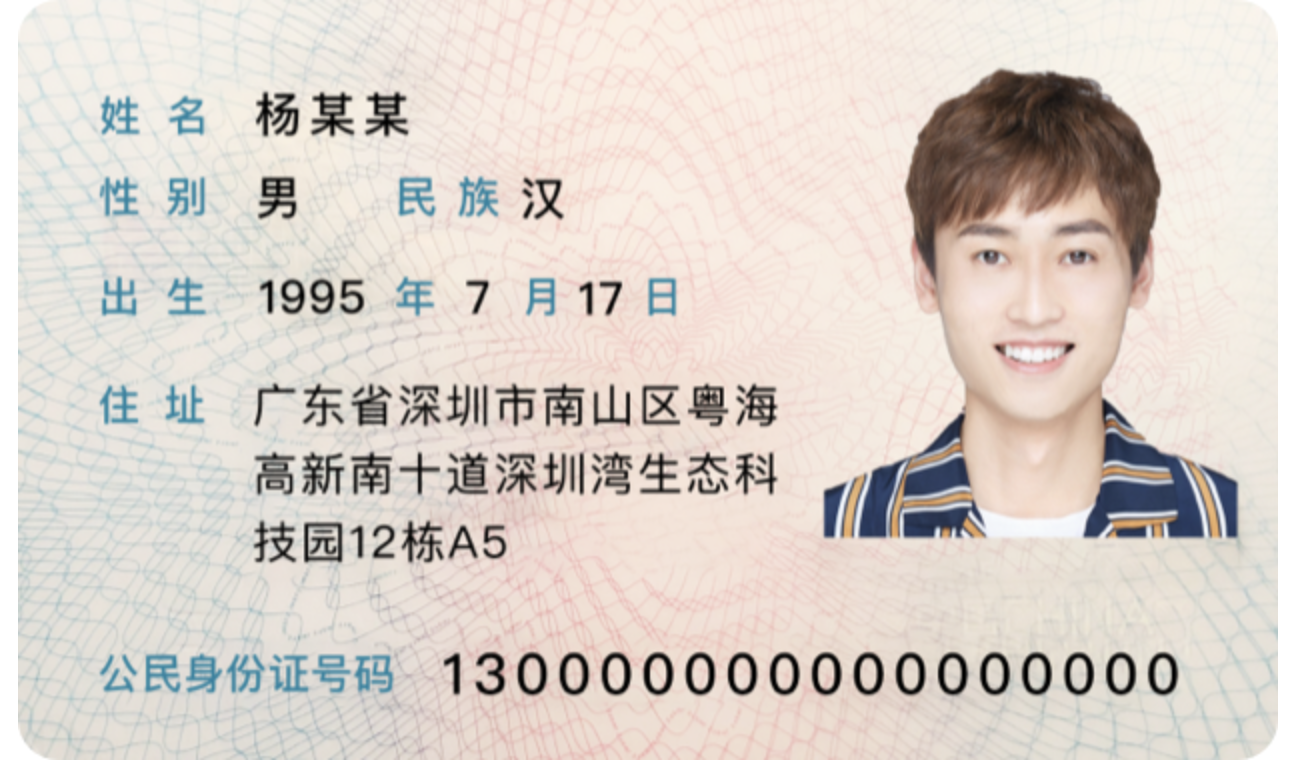 姓名 杨某某
性别 男 民族 汉
出生 1995 年 7 月 17 日
住址 广东省深圳市南山区粤海
高新南十道深圳湾生态科
技园12栋A5
公民身份证号码 130000000000000000